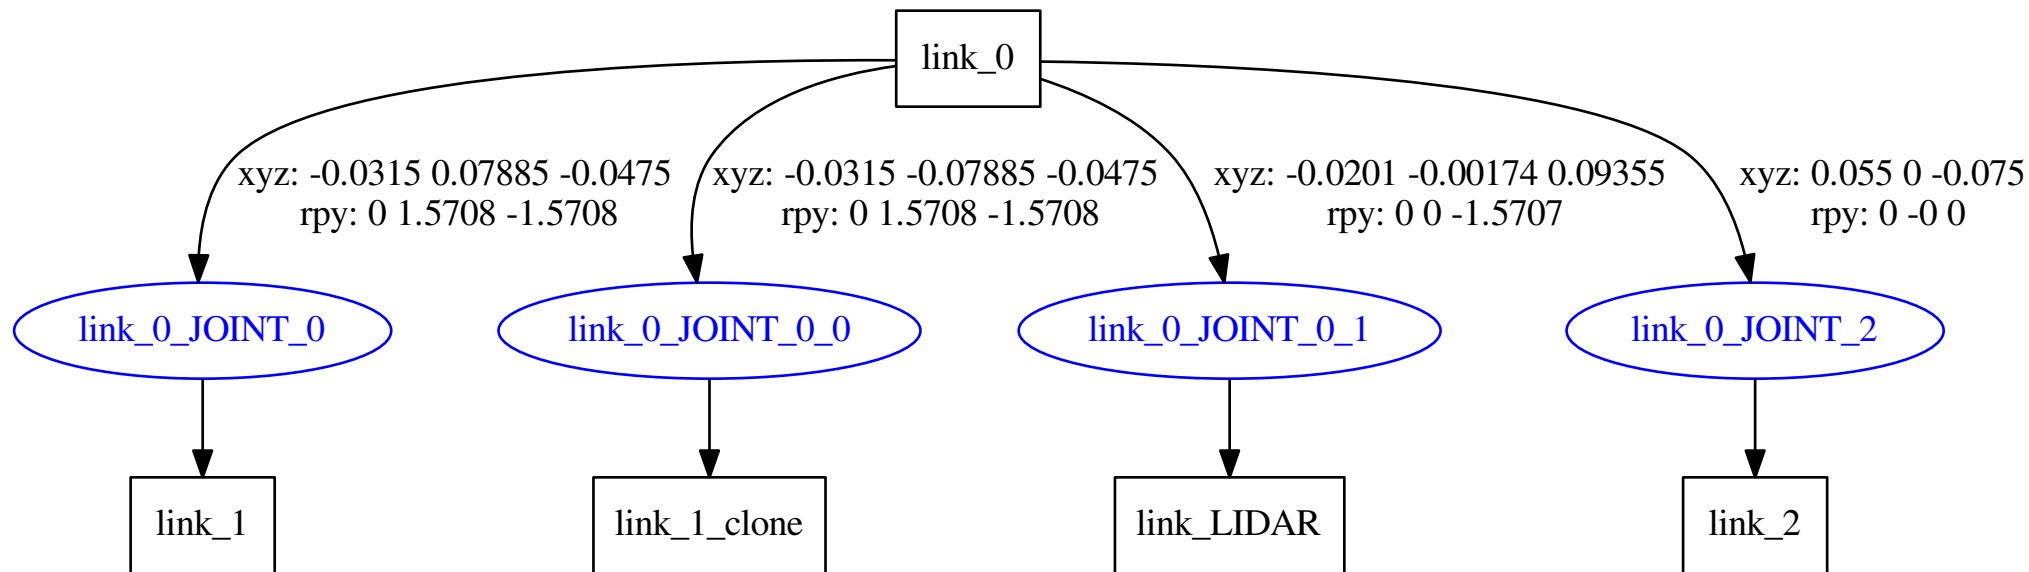 link_0
xyz: -0.0315 0.07885 -0.0475
rpy: 0 1.5708 -1.5708
xyz: -0.0315 -0.07885 -0.0475
rpy: 0 1.5708 -1.5708
xyz: -0.0201 -0.00174 0.09355
rpy: 0 0 -1.5707
xyz: 0.055 0 -0.075
rpy: 0 -0 0
link_0_JOINT_0
link_0_JOINT_0_0
link_0_JOINT_0_1
link_0_JOINT_2
link_1
link_1_clone
link_LIDAR
link_2